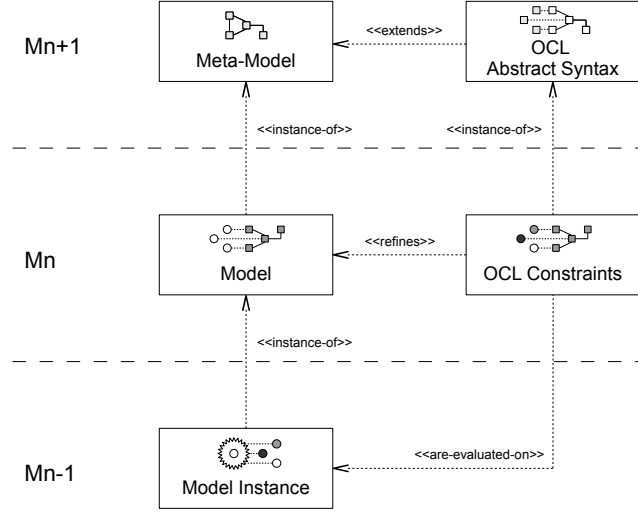 Mn+1
Meta-Model
<<extends>>
OCL
Abstract Syntax
<<instance-of>>
<<instance-of>>
Mn
Model
<<refines>>
OCL Constraints
<<instance-of>>
Mn-1
Model Instance
<<are-evaluated-on>>